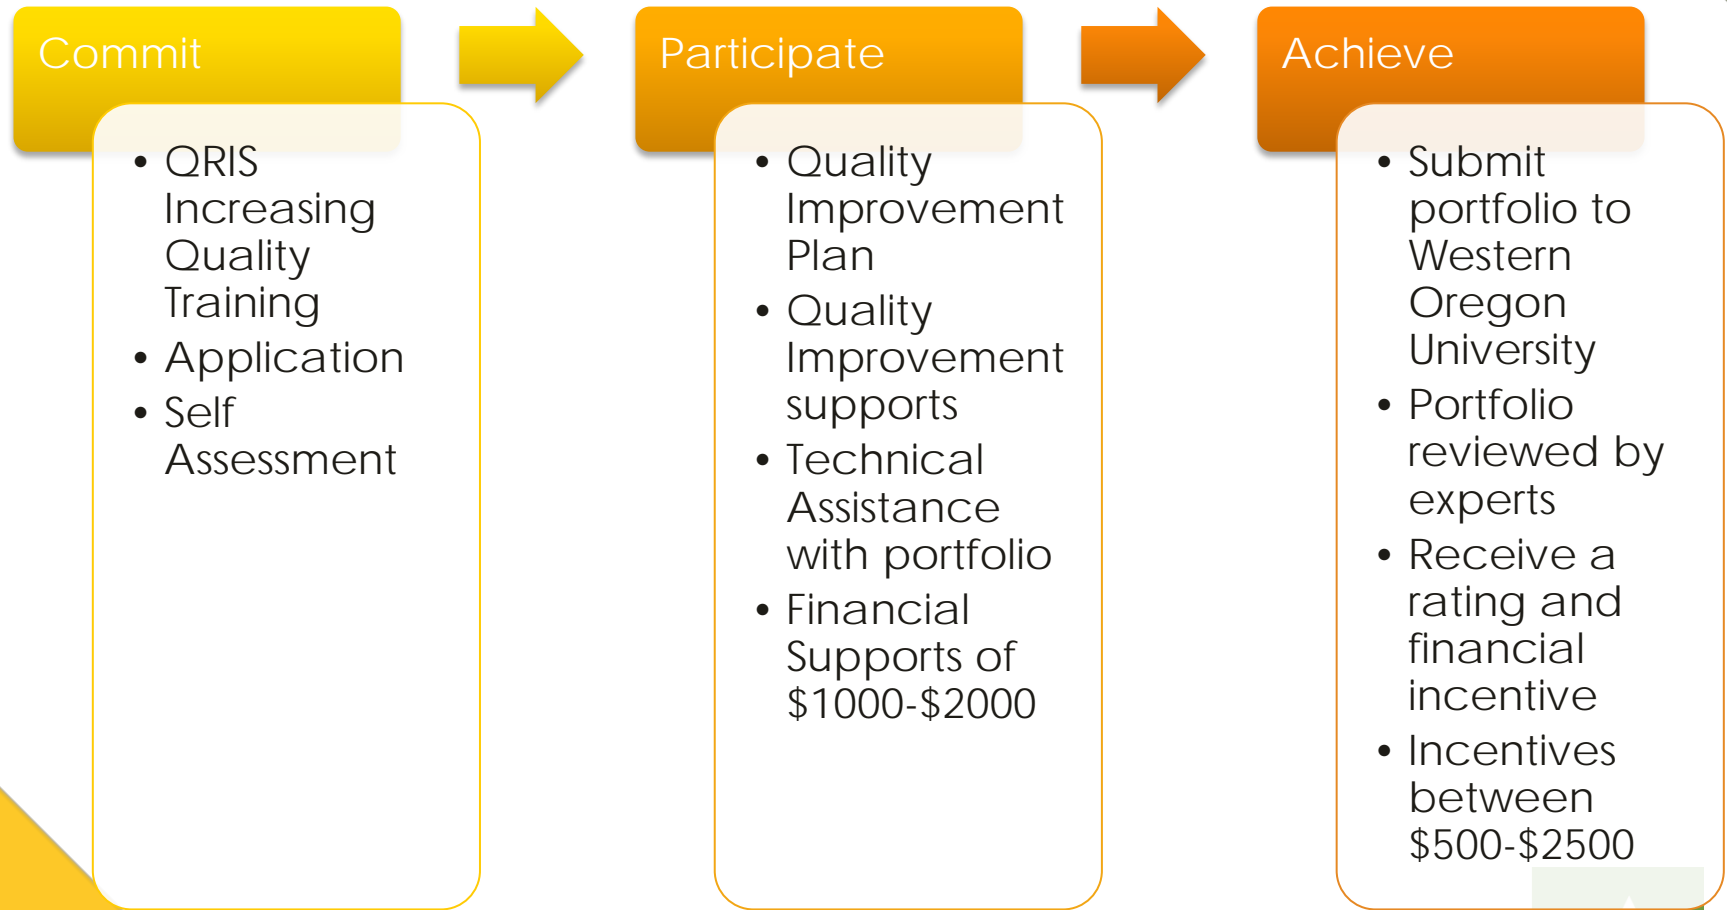 Commit
• QRIS
Increasing
Quality
Training
• Application
• Self
Assessment
Participate
• Quality
Improvement
Plan
• Quality
Improvement
supports
• Technical
Assistance
with portfolio
• Financial
Supports of
$1000-$2000
Achieve
• Submit
portfolio to
Western
Oregon
University
• Portfolio
reviewed by
experts
• Receive a
rating and
financial
incentive
• Incentives
between
$500-$2500